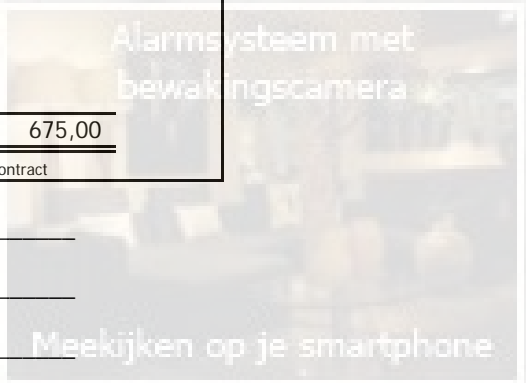 Alarmsysteem met
bewakingscamera
675,00
ontract
Meekijken op je smartphone